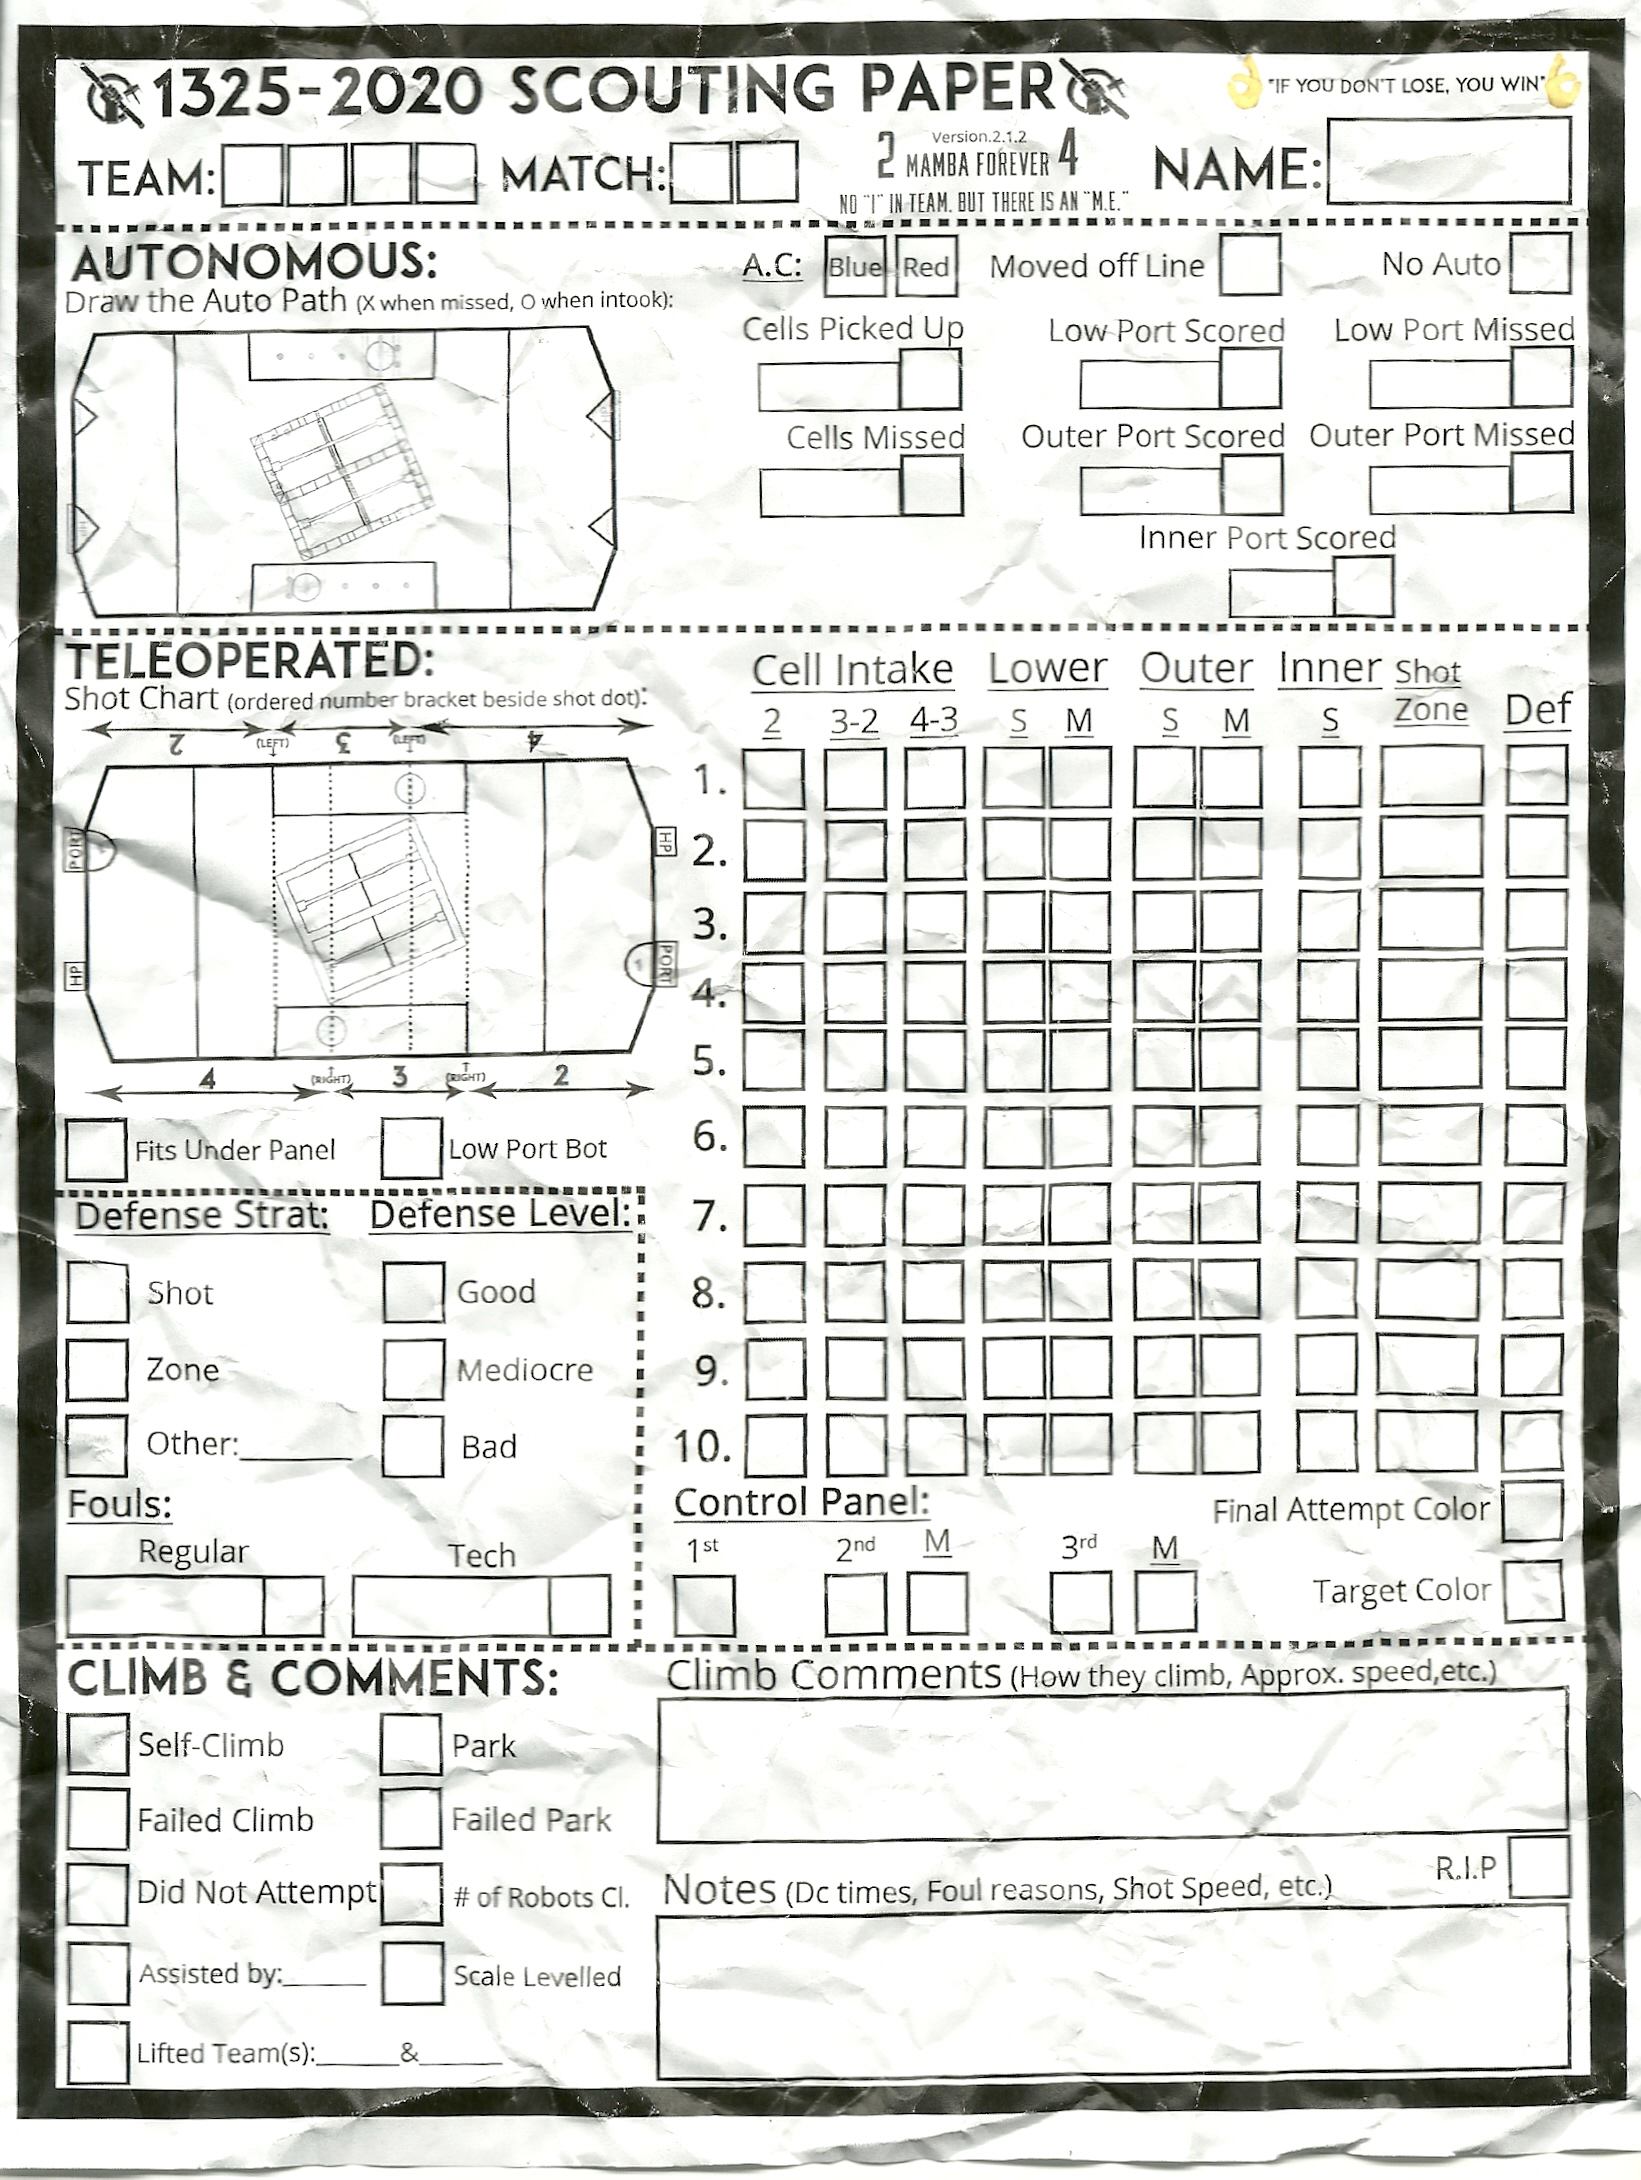 1325-2020 SCOUTING PAPER
"IF YOU DON'T LOSE, YOU WIN"
TEAM: MATCH:
Version.2.1.2
2 MAMBA FOREVER 4
NO "I" IN TEAM. BUT THERE IS AN "M.E."
NAME:
AUTONOMOUS:
Draw the Auto Path (X when missed, O when intook):
A.C: Blue Red Moved off Line No Auto
Cells Picked Up Low Port Scored Low Port Missed
Cells Missed Outer Port Scored Outer Port Missed
Inner Port Scored
TELEOPERATED:
Shot Chart (ordered number bracket beside shot dot):
2 (LEFT) 3 (LEFT) 4
PORT HP
HP 1 PORT
4 (RIGHT) 3 (RIGHT) 2
Fits Under Panel Low Port Bot
Cell Intake Lower Outer Inner Shot Zone Def
2 3-2 4-3 S M S M S
1.
2.
3.
4.
5.
6.
7.
8.
9.
10.
Defense Strat: Defense Level:
Shot Good
Zone Mediocre
Other:______ Bad
Fouls:
Regular Tech
Control Panel:
1st 2nd M 3rd M
Final Attempt Color
Target Color
CLIMB & COMMENTS:
Self-Climb Park
Failed Climb Failed Park
Did Not Attempt # of Robots Cl.
Assisted by:______ Scale Levelled
Lifted Team(s):______&______
Climb Comments (How they climb, Approx. speed,etc.)
R.I.P
Notes (Dc times, Foul reasons, Shot Speed, etc.)